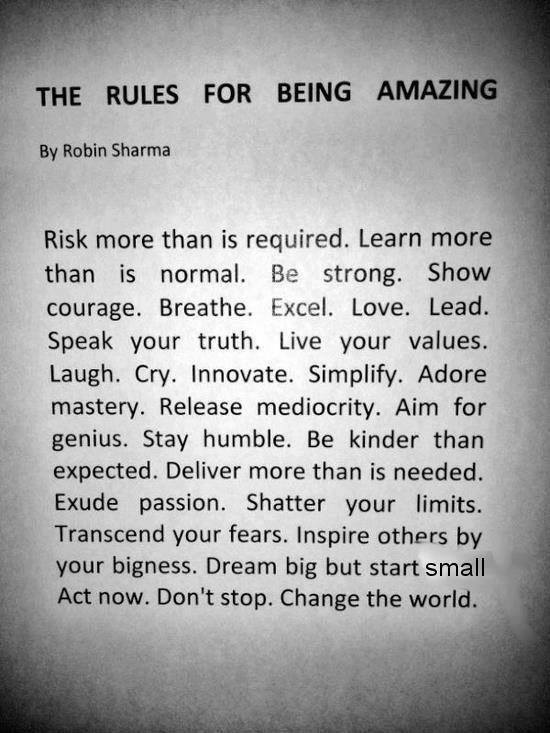 THE RULES FOR BEING AMAZING
By Robin Sharma
Risk more than is required. Learn more
than is normal. Be strong. Show
courage. Breathe. Excel. Love. Lead.
Speak your truth. Live your values.
Laugh. Cry. Innovate. Simplify. Adore
mastery. Release mediocrity. Aim for
genius. Stay humble. Be kinder than
expected. Deliver more than is needed.
Exude passion. Shatter your limits.
Transcend your fears. Inspire others by
your bigness. Dream big but start small
Act now. Don't stop. Change the world.